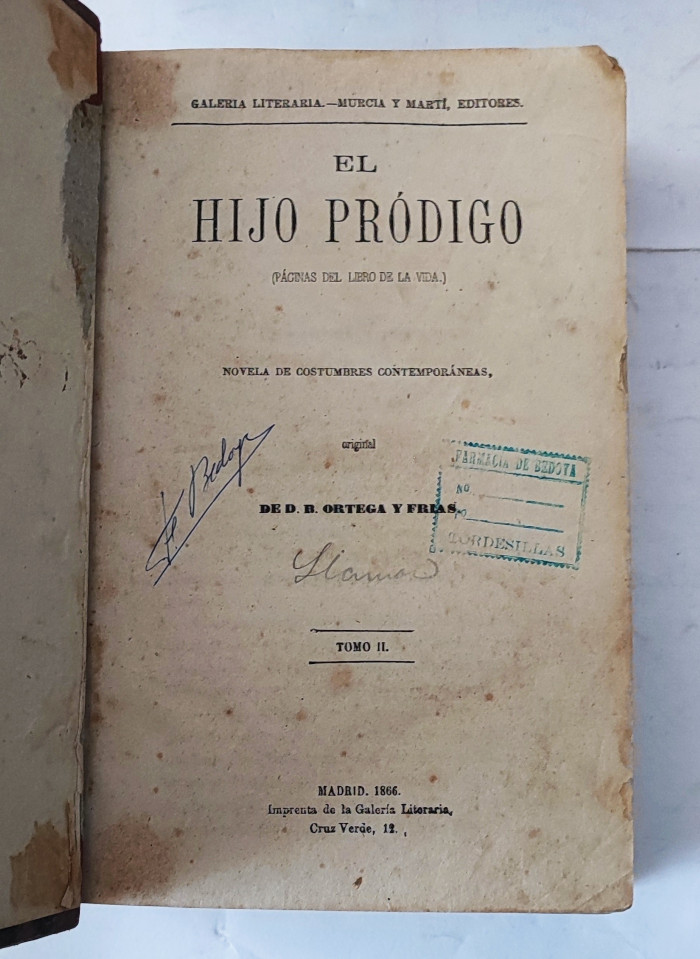 GALERIA LITERARIA.—MURCIA Y MARTÍ, EDITORES.
EL
HIJO PRÓDIGO
(PÁGINAS DEL LIBRO DE LA VIDA.)
NOVELA DE COSTUMBRES CONTEMPORÁNEAS,
original
DE D. R. ORTEGA Y FRIAS.
Bedoya
FARMACIA DE BEDOYA
Nº
TORDESILLAS
TOMO II.
MADRID. 1866.
Imprenta de la Galería Literaria,
Cruz Verde, 12.